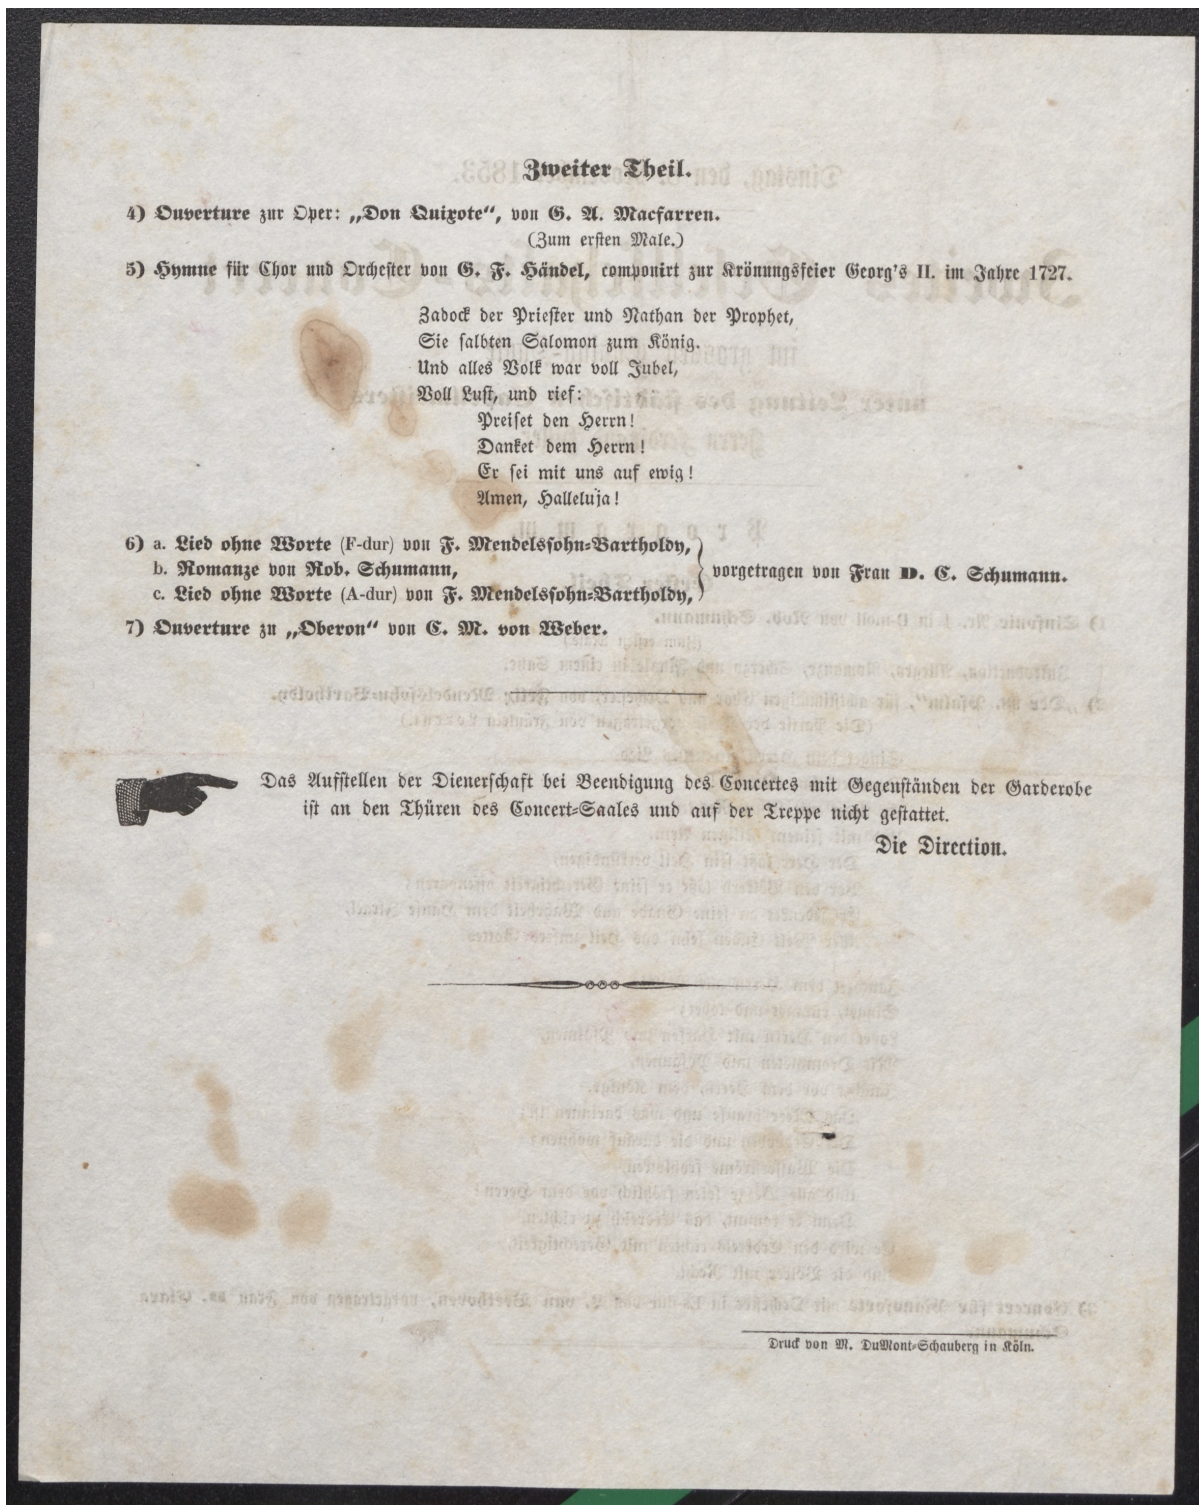 Zweiter Theil.
4) Ouverture zur Oper: „Don Quixote“, von G. A. Macfarren.
(Zum ersten Male.)
5) Hymne für Chor und Orchester von G. F. Händel, componirt zur Krönungsfeier Georg's II. im Jahre 1727.
Zadock der Priester und Nathan der Prophet,
Sie salbten Salomon zum König.
Und alles Volk war voll Jubel,
Voll Lust, und rief:
Preiset den Herrn!
Danket dem Herrn!
Er sei mit uns auf ewig!
Amen, Halleluja!
6) a. Lied ohne Worte (F-dur) von F. Mendelssohn-Bartholdy,
b. Romanze von Rob. Schumann,
c. Lied ohne Worte (A-dur) von F. Mendelssohn-Bartholdy,
vorgetragen von Frau D. C. Schumann.
7) Ouverture zu „Oberon“ von C. M. von Weber.
Das Aufstellen der Dienerschaft bei Beendigung des Concertes mit Gegenständen der Garderobe
ist an den Thüren des Concert-Saales und auf der Treppe nicht gestattet.
Die Direction.
Druck von M. DuMont-Schauberg in Köln.